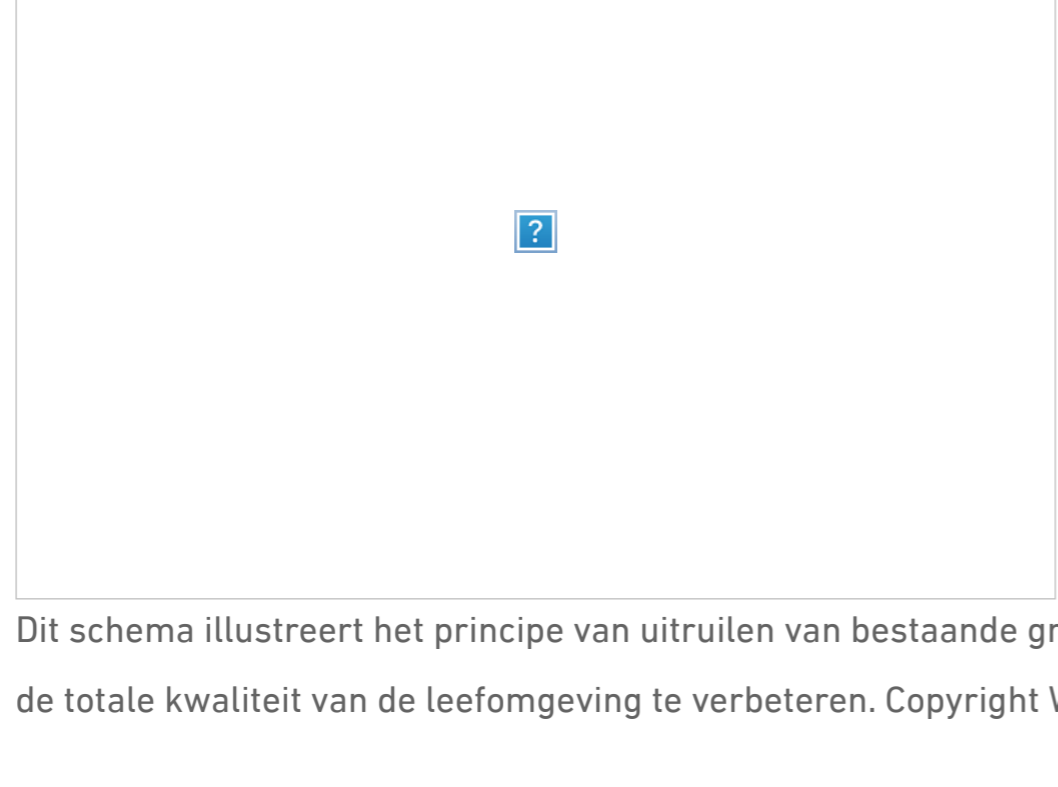 ?
Dit schema illustreert het principe van uitruilen van bestaande
de totale kwaliteit van de leefomgeving te verbeteren. Copyright